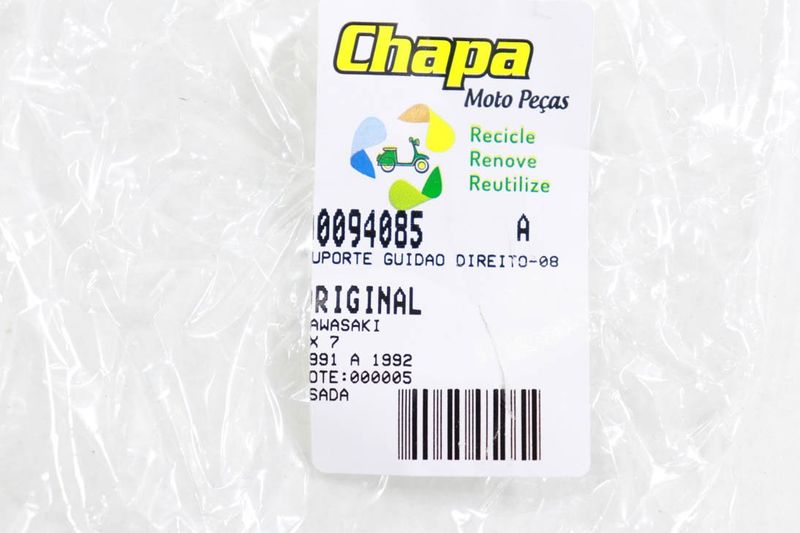 Chapa
Moto Peças
Recicle
Renove
Reutilize
0094085 A
UPORTE GUIDAO DIREITO-08
RIGINAL
AWASAKI
X 7
991 A 1992
OTE:000005
SADA